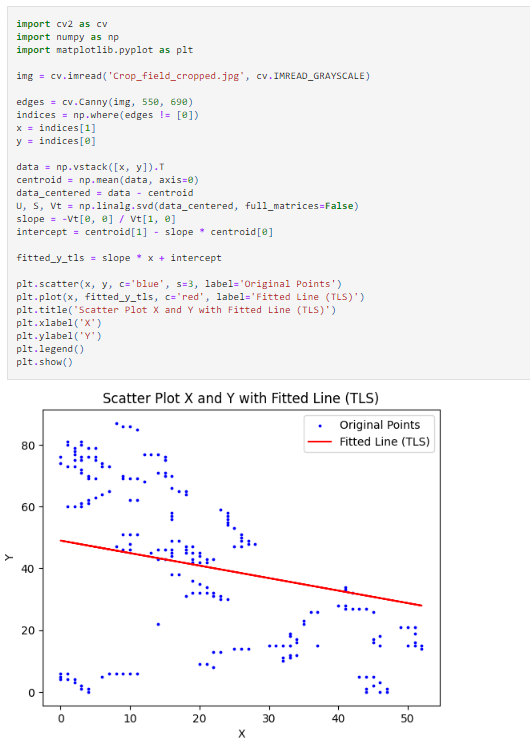 import cv2 as cv
import numpy as np
import matplotlib.pyplot as plt
img = cv.imread('Crop_field_cropped.jpg', cv.IMREAD_GRAYSCALE)
edges = cv.Canny(img, 550, 690)
indices = np.where(edges != [0])
x = indices[1]
y = indices[0]
data = np.vstack([x, y]).T
centroid = np.mean(data, axis=0)
data_centered = data - centroid
U, S, Vt = np.linalg.svd(data_centered, full_matrices=False)
slope = -Vt[0, 0] / Vt[1, 0]
intercept = centroid[1] - slope * centroid[0]
fitted_y_tls = slope * x + intercept
plt.scatter(x, y, c='blue', s=3, label='Original Points')
plt.plot(x, fitted_y_tls, c='red', label='Fitted Line (TLS)')
plt.title('Scatter Plot X and Y with Fitted Line (TLS)')
plt.xlabel('X')
plt.ylabel('Y')
plt.legend()
plt.show()
Scatter Plot X and Y with Fitted Line (TLS)
Original Points
Fitted Line (TLS)
80
60
40
20
0
Y
0 10 20 30 40 50
X